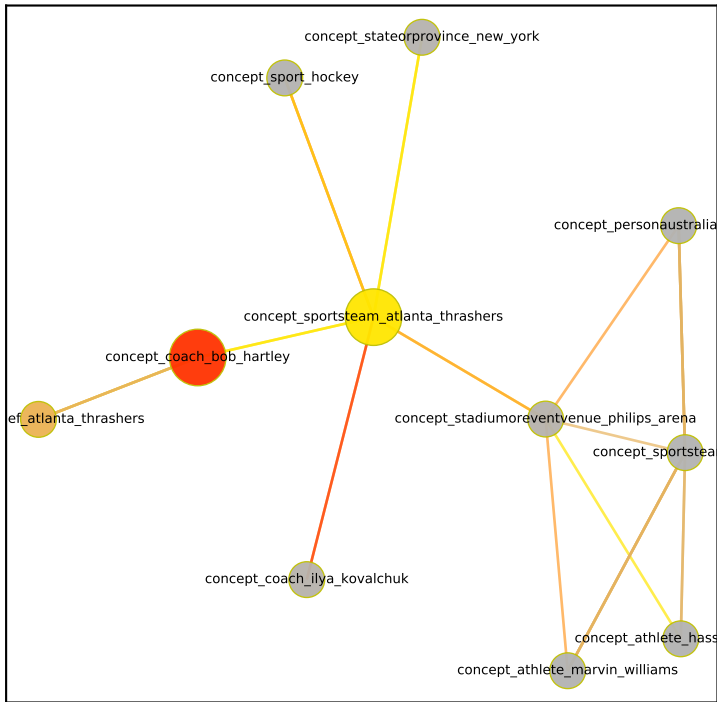 concept_stateorprovince_new_york
concept_sport_hockey
concept_personaustralia
concept_sportsteam_atlanta_thrashers
concept_coach_bob_hartley
ef_atlanta_thrashers
concept_stadiumoreventvenue_philips_arena
concept_sportstea
concept_coach_ilya_kovalchuk
concept_athlete_hass
concept_athlete_marvin_williams